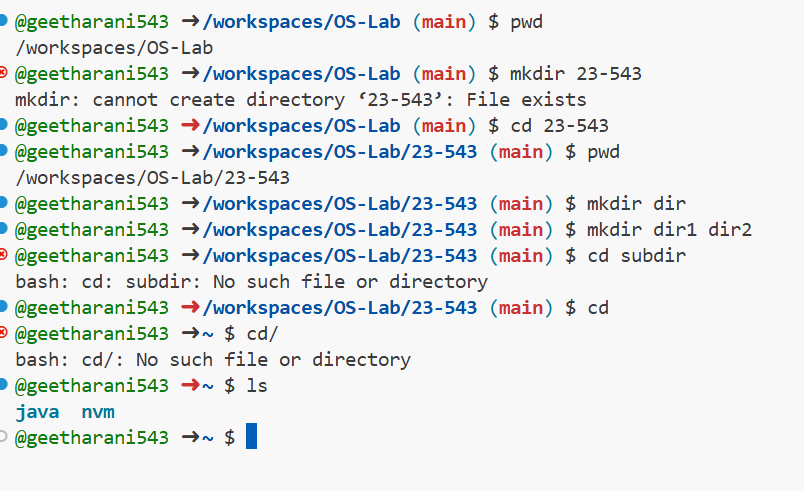 @geetharani543 ➜/workspaces/OS-Lab (main) $ pwd
/workspaces/OS-Lab
@geetharani543 ➜/workspaces/OS-Lab (main) $ mkdir 23-543
mkdir: cannot create directory ‘23-543’: File exists
@geetharani543 ➜/workspaces/OS-Lab (main) $ cd 23-543
@geetharani543 ➜/workspaces/OS-Lab/23-543 (main) $ pwd
/workspaces/OS-Lab/23-543
@geetharani543 ➜/workspaces/OS-Lab/23-543 (main) $ mkdir dir
@geetharani543 ➜/workspaces/OS-Lab/23-543 (main) $ mkdir dir1 dir2
@geetharani543 ➜/workspaces/OS-Lab/23-543 (main) $ cd subdir
bash: cd: subdir: No such file or directory
@geetharani543 ➜/workspaces/OS-Lab/23-543 (main) $ cd
@geetharani543 ➜~ $ cd/
bash: cd/: No such file or directory
@geetharani543 ➜~ $ ls
java  nvm
@geetharani543 ➜~ $